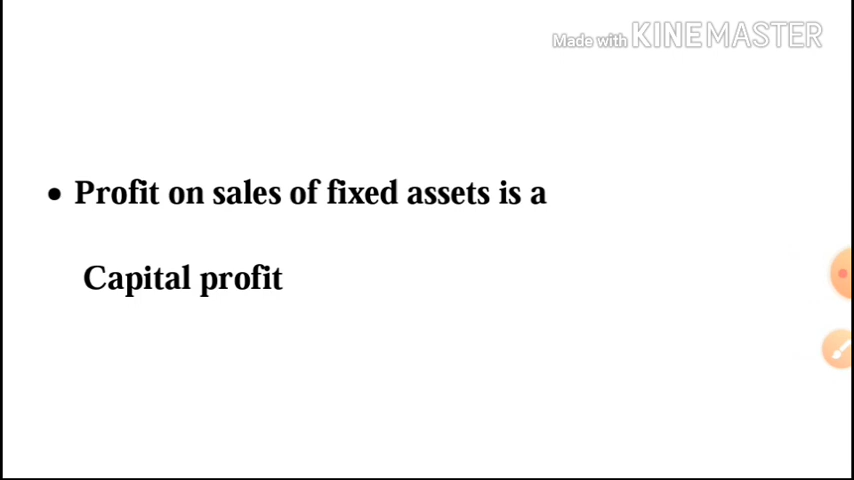 Made with KINEMASTER
• Profit on sales of fixed assets is a
Capital profit